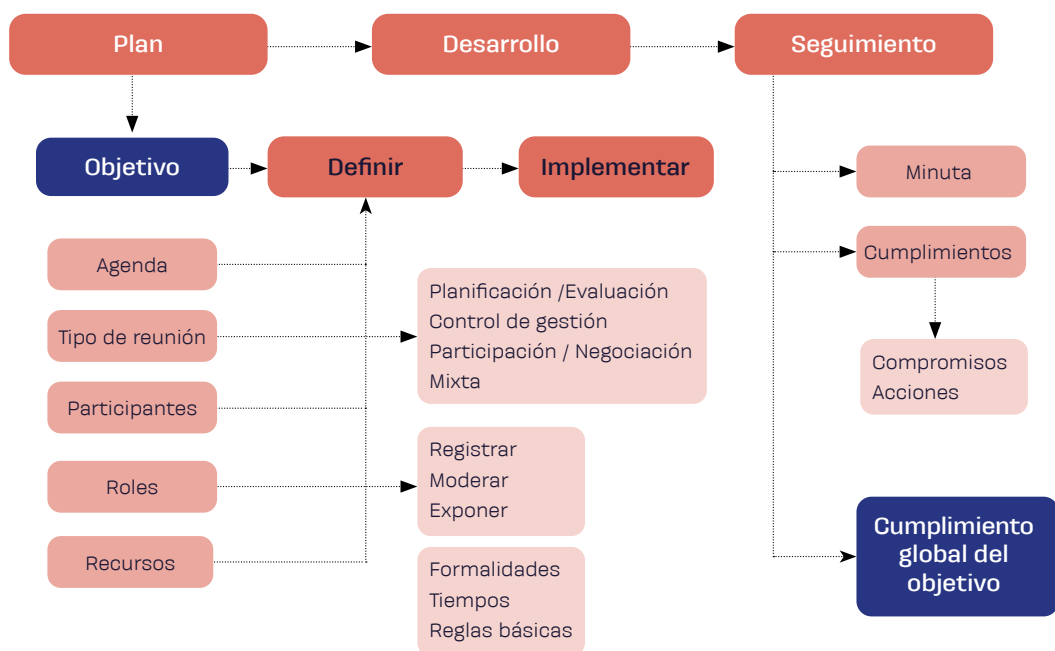 Plan
Desarrollo
Seguimiento
Objetivo
Definir
Implementar
Agenda
Tipo de reunión
Participantes
Roles
Recursos
Planificación /Evaluación
Control de gestión
Participación / Negociación
Mixta
Registrar
Moderar
Exponer
Formalidades
Tiempos
Reglas básicas
Minuta
Cumplimientos
Compromisos
Acciones
Cumplimiento
global del
objetivo